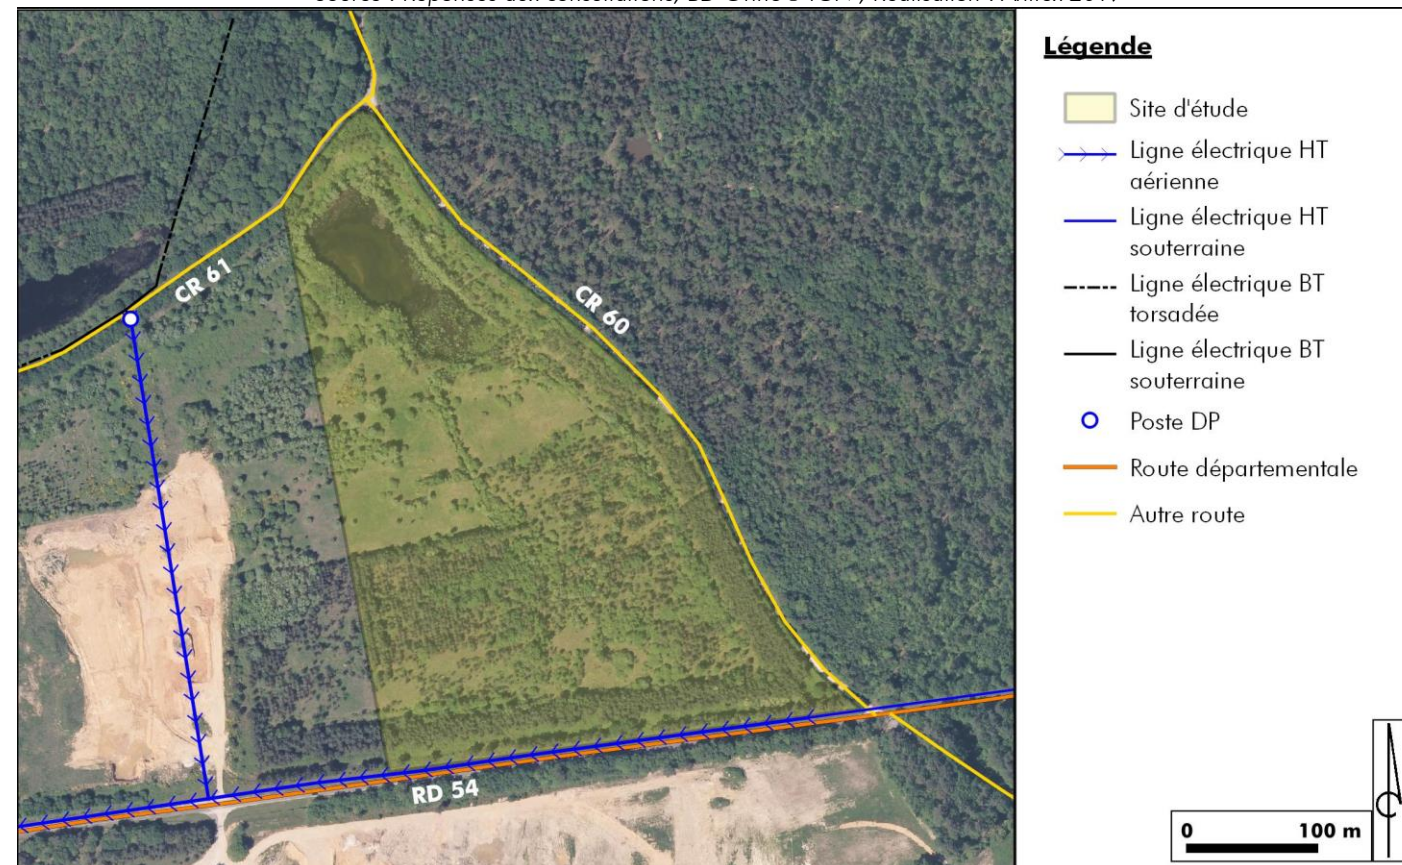 Légende
Site d'étude
Ligne électrique HT
aérienne
Ligne électrique HT
souterraine
Ligne électrique BT
torsadée
Ligne électrique BT
souterraine
Poste DP
Route départementale
Autre route
CR 61
CR 60
RD 54
0 100 m